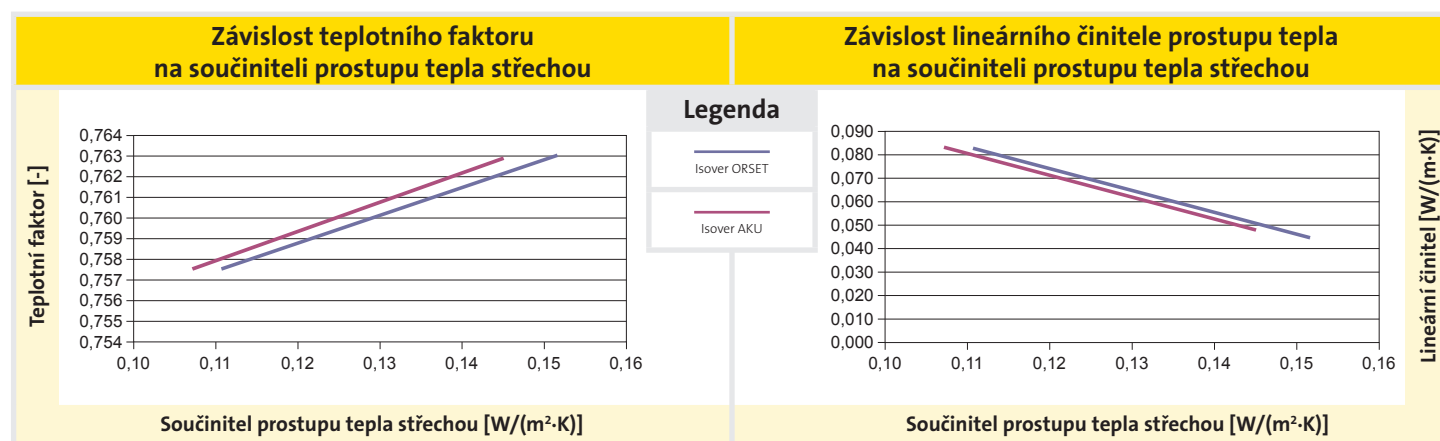 Závislost teplotního faktoru
na součiniteli prostupu tepla střechou
Teplotní faktor [-]
0,764
0,763
0,762
0,761
0,760
0,759
0,758
0,757
0,756
0,755
0,754
0,10 0,11 0,12 0,13 0,14 0,15 0,16
Součinitel prostupu tepla střechou [W/(m²·K)]
Legenda
Isover ORSET
Isover AKU
Závislost lineárního činitele prostupu tepla
na součiniteli prostupu tepla střechou
0,090
0,080
0,070
0,060
0,050
0,040
0,030
0,020
0,010
0,000
0,10 0,11 0,12 0,13 0,14 0,15 0,16
Lineární činitel [W/(m·K)]
Součinitel prostupu tepla střechou [W/(m²·K)]